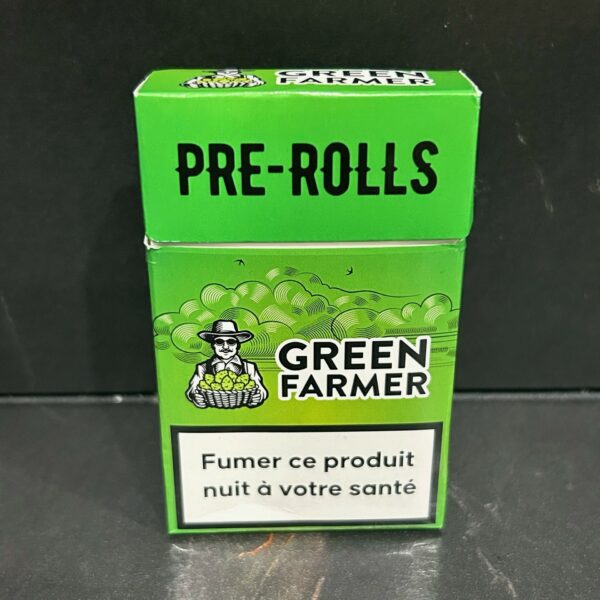 GREEN
FARMER
PRE-ROLLS
GREEN
FARMER
Fumer ce produit
nuit à votre santé